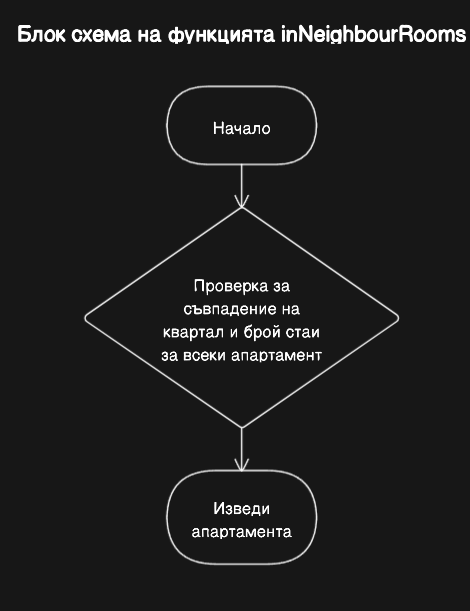 Блок схема на функцията inNeighbourRooms
Начало
Проверка за
съвпадение на
квартал и брой стаи
за всеки апартамент
Изведи
апартамента